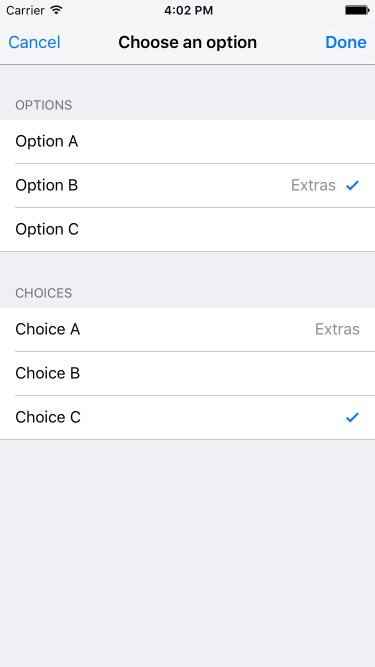 Carrier 4:02 PM
Cancel Choose an option Done
OPTIONS
Option A
Option B Extras
Option C
CHOICES
Choice A Extras
Choice B
Choice C